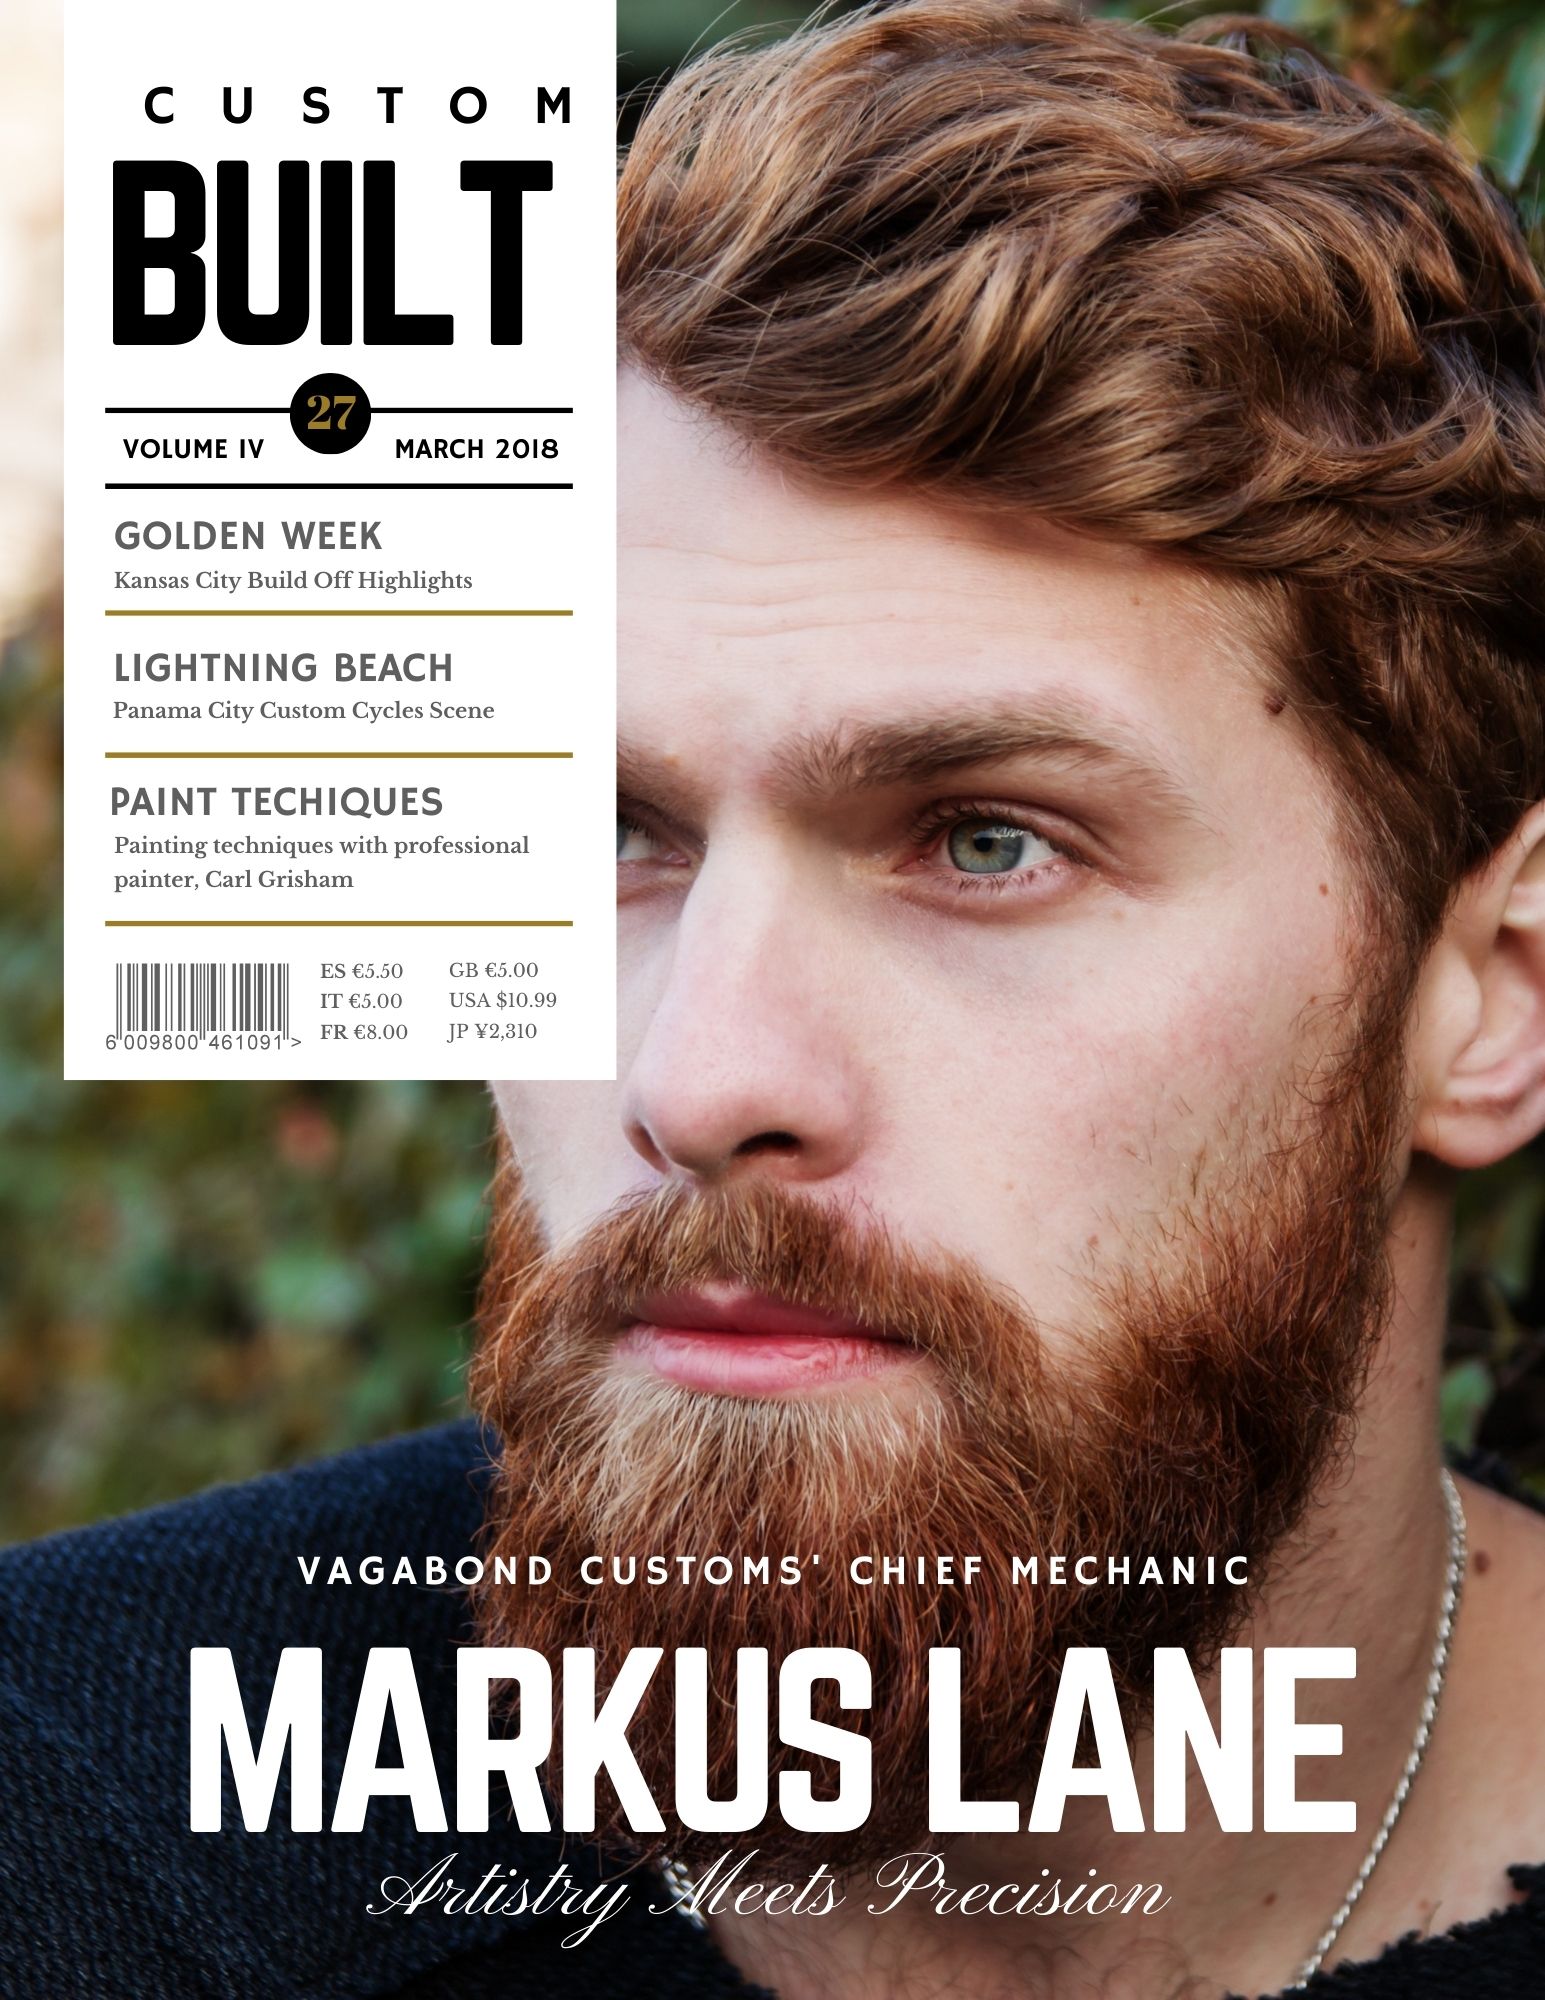 CUSTOM
BUILT
27
VOLUME IV MARCH 2018
GOLDEN WEEK
Kansas City Build Off Highlights
LIGHTNING BEACH
Panama City Custom Cycles Scene
PAINT TECHIQUES
Painting techniques with professional
painter, Carl Grisham
ES €5.50 GB €5.00
IT €5.00 USA $10.99
FR €8.00 JP ¥2,310
6 009800 461091 >
VAGABOND CUSTOMS' CHIEF MECHANIC
MARKUS LANE
Artistry Meets Precision